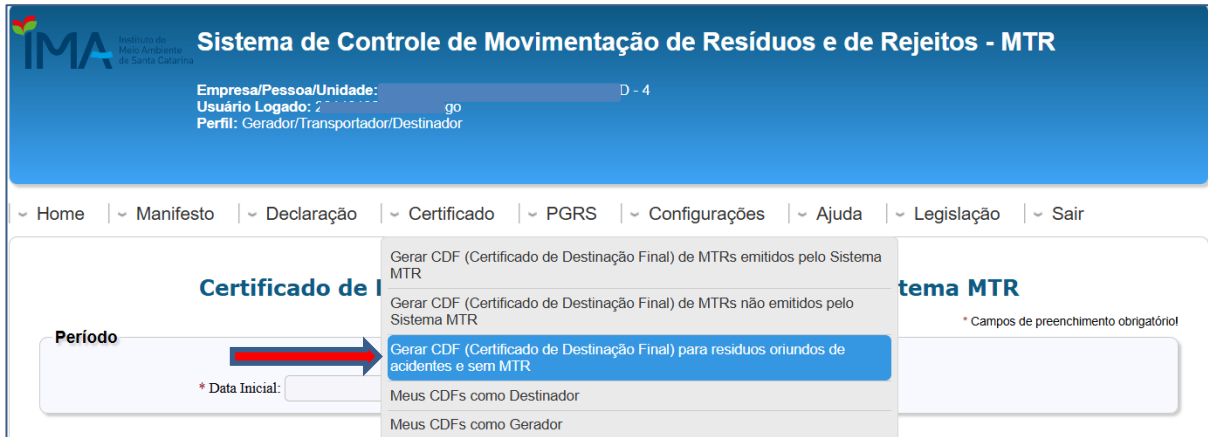 IMA
Instituto do
Meio Ambiente
de Santa Catarina
Sistema de Controle de Movimentação de Resíduos e de Rejeitos - MTR
Empresa/Pessoa/Unidade: D - 4
Usuário Logado: go
Perfil: Gerador/Transportador/Destinador
Home Manifesto Declaração Certificado PGRS Configurações Ajuda Legislação Sair
Gerar CDF (Certificado de Destinação Final) de MTRs emitidos pelo Sistema
MTR
Certificado de tema MTR
Gerar CDF (Certificado de Destinação Final) de MTRs não emitidos pelo
Sistema MTR
* Campos de preenchimento obrigatório!
Período
Gerar CDF (Certificado de Destinação Final) para residuos oriundos de
acidentes e sem MTR
* Data Inicial:
Meus CDFs como Destinador
Meus CDFs como Gerador